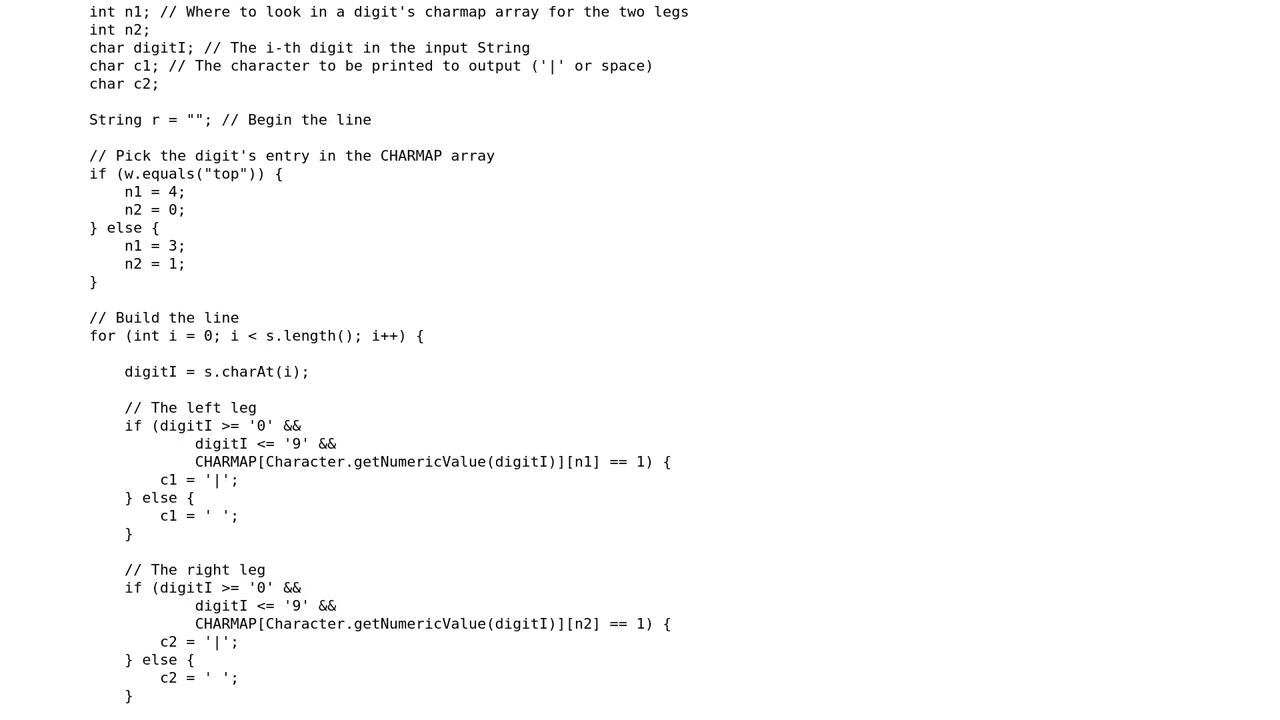 int n1; // Where to look in a digit's charmap array for the two legs
int n2;
char digitI; // The i-th digit in the input String
char c1; // The character to be printed to output ('|' or space)
char c2;

String r = ""; // Begin the line

// Pick the digit's entry in the CHARMAP array
if (w.equals("top")) {
    n1 = 4;
    n2 = 0;
} else {
    n1 = 3;
    n2 = 1;
}

// Build the line
for (int i = 0; i < s.length(); i++) {

    digitI = s.charAt(i);

    // The left leg
    if (digitI >= '0' &&
            digitI <= '9' &&
            CHARMAP[Character.getNumericValue(digitI)][n1] == 1) {
        c1 = '|';
    } else {
        c1 = ' ';
    }

    // The right leg
    if (digitI >= '0' &&
            digitI <= '9' &&
            CHARMAP[Character.getNumericValue(digitI)][n2] == 1) {
        c2 = '|';
    } else {
        c2 = ' ';
    }